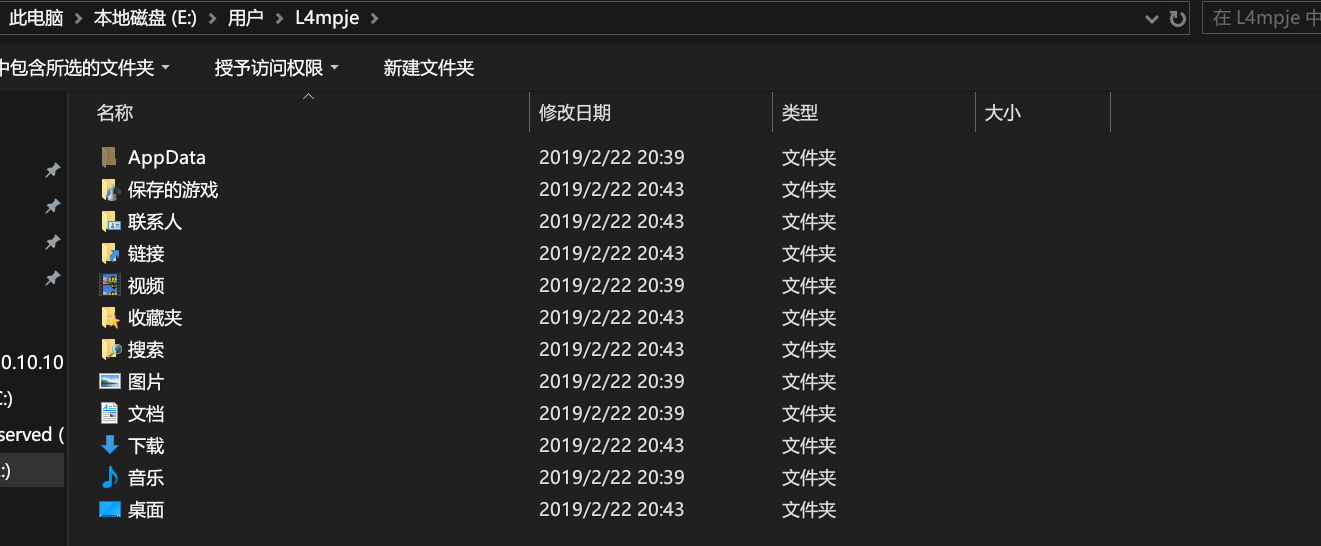 此电脑 > 本地磁盘 (E:) > 用户 > L4mpje > 在 L4mpje 中
中包含所选的文件夹 授予访问权限 新建文件夹
名称 修改日期 类型 大小
AppData 2019/2/22 20:39 文件夹
保存的游戏 2019/2/22 20:43 文件夹
联系人 2019/2/22 20:43 文件夹
链接 2019/2/22 20:43 文件夹
视频 2019/2/22 20:39 文件夹
收藏夹 2019/2/22 20:43 文件夹
搜索 2019/2/22 20:43 文件夹
0.10.10
图片 2019/2/22 20:39 文件夹
C:)
文档 2019/2/22 20:39 文件夹
served (
下载 2019/2/22 20:43 文件夹
:)
音乐 2019/2/22 20:39 文件夹
桌面 2019/2/22 20:43 文件夹